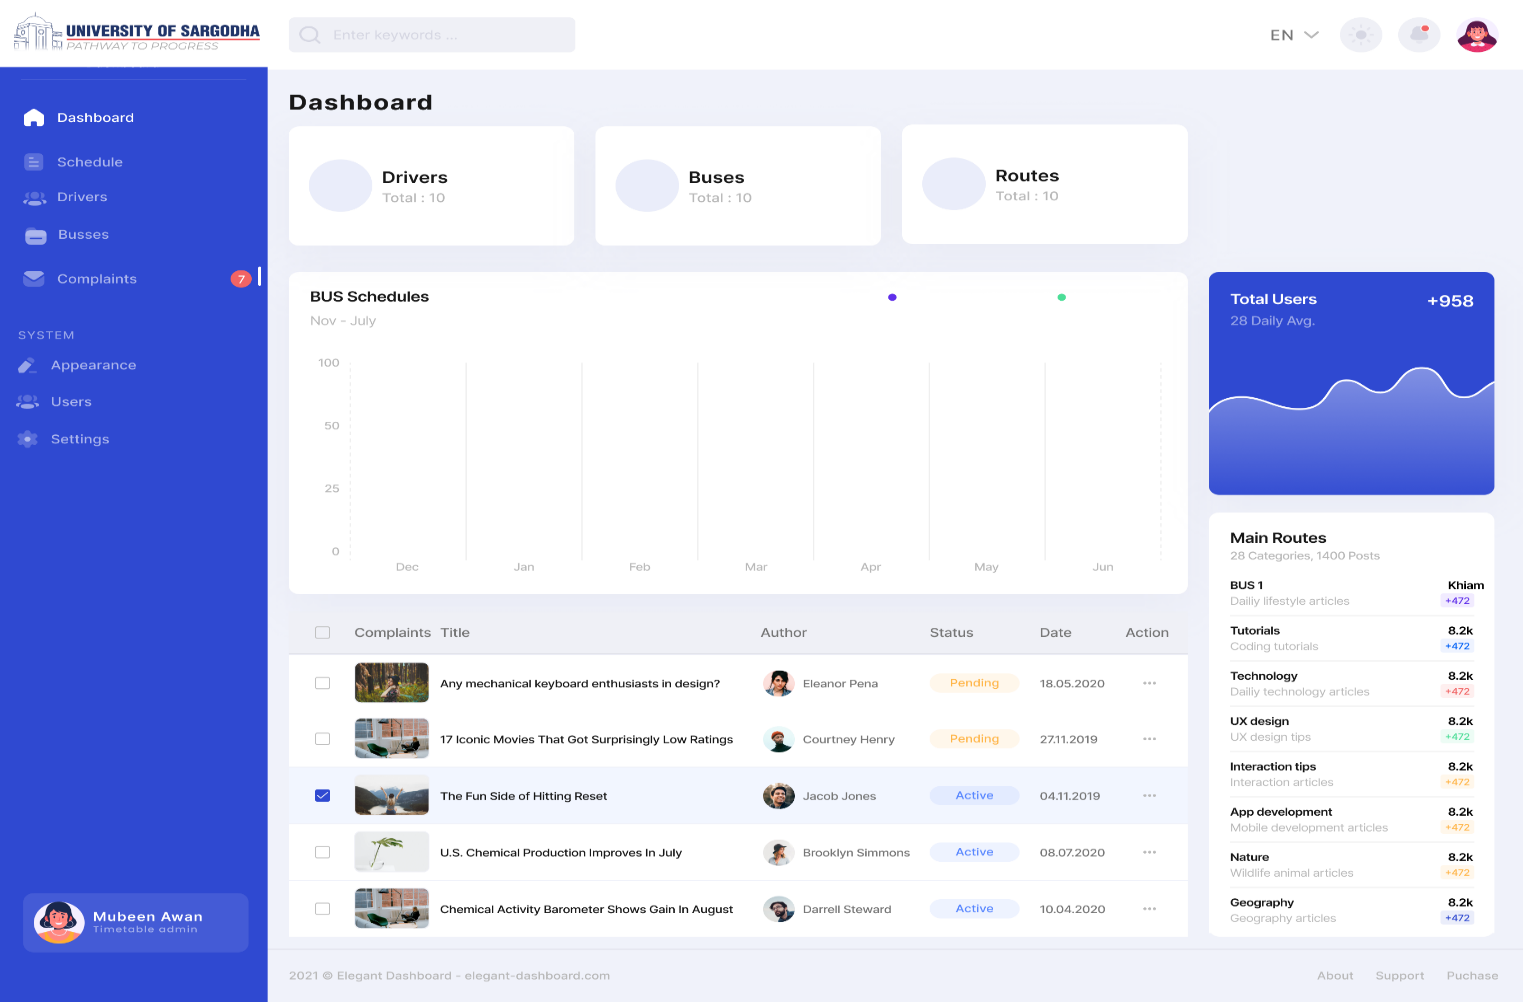 UNIVERSITY OF SARGODHA
PATHWAY TO PROGRESS
Enter keywords ...
EN
Dashboard
Schedule
Drivers
Busses
Complaints
7
SYSTEM
Appearance
Users
Settings
Mubeen Awan
Timetable admin
Dashboard
Drivers
Total : 10
Buses
Total : 10
Routes
Total : 10
BUS Schedules
Nov - July
100
50
25
0
Dec Jan Feb Mar Apr May Jun
Total Users +958
28 Daily Avg.
Main Routes
28 Categories, 1400 Posts
BUS 1 Khiam
Dailiy lifestyle articles +472
Tutorials 8.2k
Coding tutorials +472
Technology 8.2k
Dailiy technology articles +472
UX design 8.2k
UX design tips +472
Interaction tips 8.2k
Interaction articles +472
App development 8.2k
Mobile development articles +472
Nature 8.2k
Wildlife animal articles +472
Geography 8.2k
Geography articles +472
Complaints Title Author Status Date Action
Any mechanical keyboard enthusiasts in design? Eleanor Pena Pending 18.05.2020 ...
17 Iconic Movies That Got Surprisingly Low Ratings Courtney Henry Pending 27.11.2019 ...
The Fun Side of Hitting Reset Jacob Jones Active 04.11.2019 ...
U.S. Chemical Production Improves In July Brooklyn Simmons Active 08.07.2020 ...
Chemical Activity Barometer Shows Gain In August Darrell Steward Active 10.04.2020 ...
2021 © Elegant Dashboard - elegant-dashboard.com
About Support Puchase